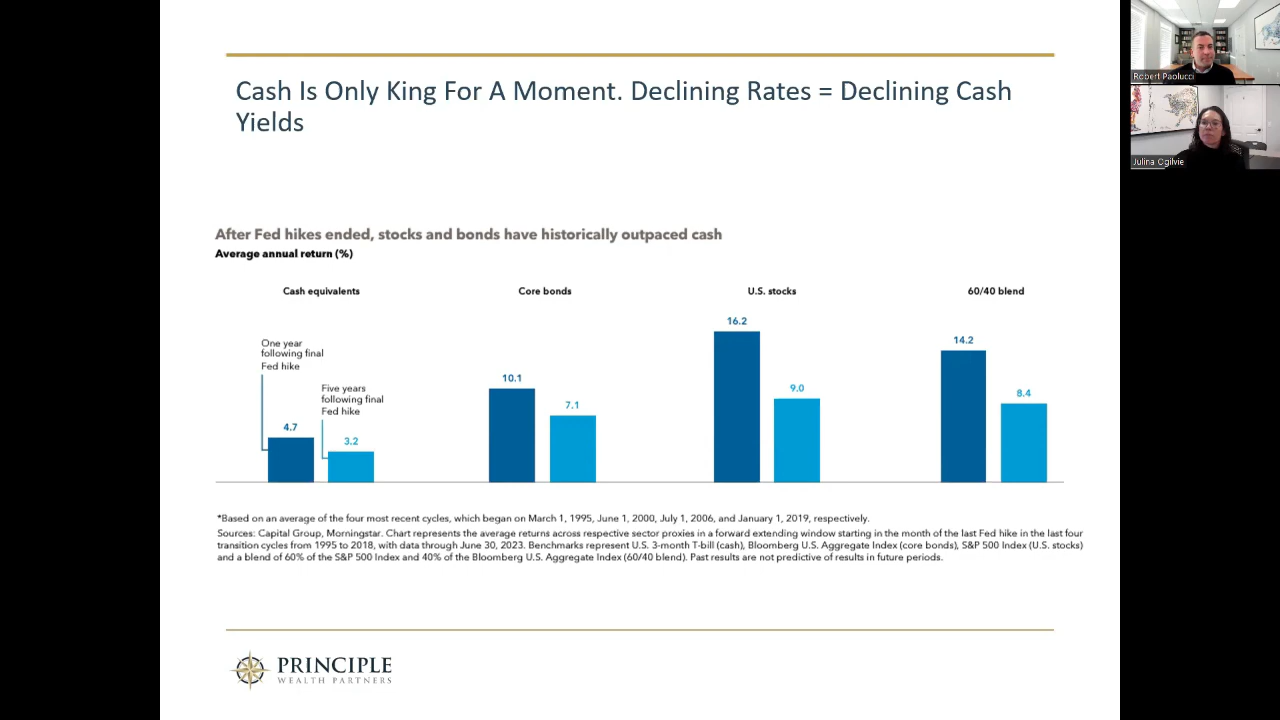 Cash Is Only King For A Moment. Declining Rates = Declining Cash
Yields
After Fed hikes ended, stocks and bonds have historically outpaced cash
Average annual return (%)
Cash equivalents
Core bonds
U.S. stocks
60/40 blend
One year
following final
Fed hike
Five years
following final
Fed hike
4.7
3.2
10.1
7.1
16.2
9.0
14.2
8.4
*Based on an average of the four most recent cycles, which began on March 1, 1995, June 1, 2000, July 1, 2006, and January 1, 2019, respectively.
Sources: Capital Group, Morningstar. Chart represents the average returns across respective sector proxies in a forward extending window starting in the month of the last Fed hike in the last four
transition cycles from 1995 to 2018, with data through June 30, 2023. Benchmarks represent U.S. 3-month T-bill (cash), Bloomberg U.S. Aggregate Index (core bonds), S&P 500 Index (U.S. stocks)
and a blend of 60% of the S&P 500 Index and 40% of the Bloomberg U.S. Aggregate Index (60/40 blend). Past results are not predictive of results in future periods.
PRINCIPLE
WEALTH PARTNERS
Robert Paolucci
Julina Ogilvie